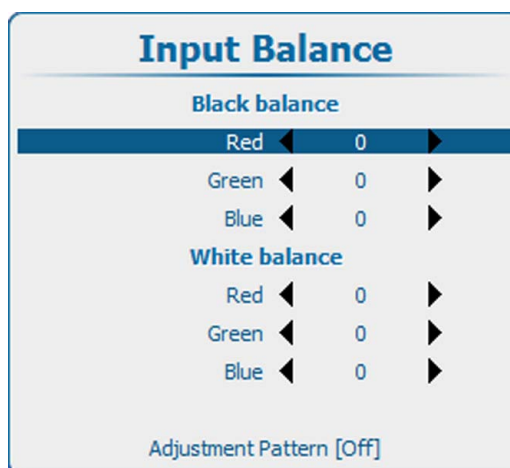 Input Balance
Black balance
Red 0
Green 0
Blue 0
White balance
Red 0
Green 0
Blue 0
Adjustment Pattern [Off]